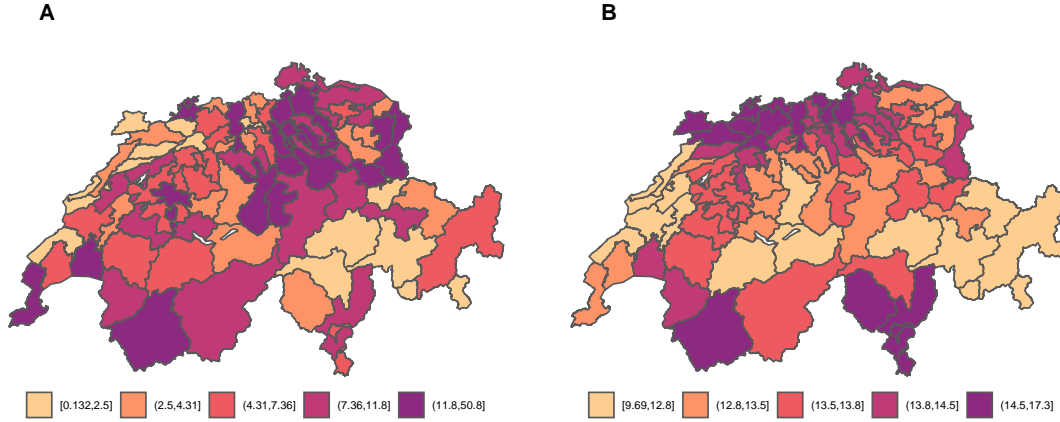 A
B
[0.132,2.5] (2.5,4.31] (4.31,7.36] (7.36,11.8] (11.8,50.8]
[9.69,12.8] (12.8,13.5] (13.5,13.8] (13.8,14.5] (14.5,17.3]